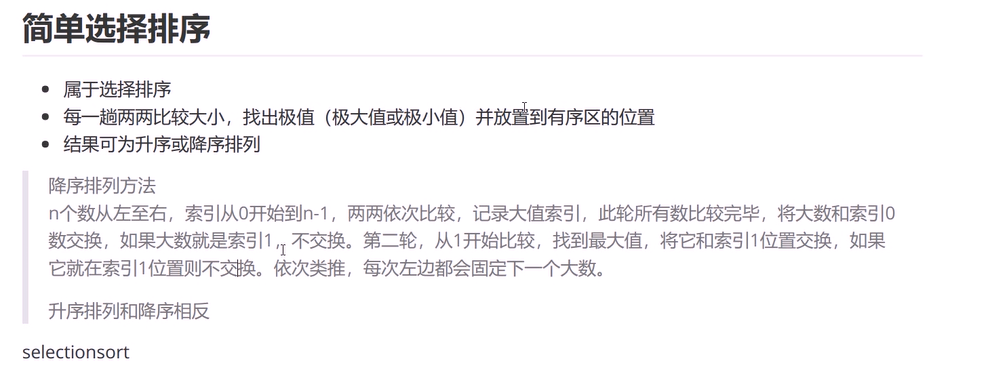 简单选择排序
属于选择排序
每一趟两两比较大小，找出极值（极大值或极小值）并放置到有序区的位置
结果可为升序或降序排列
降序排列方法
n个数从左至右，索引从0开始到n-1，两两依次比较，记录大值索引，此轮所有数比较完毕，将大数和索引0
数交换，如果大数就是索引1，不交换。第二轮，从1开始比较，找到最大值，将它和索引1位置交换，如果
它就在索引1位置则不交换。依次类推，每次左边都会固定下一个大数。
升序排列和降序相反
selectionsort